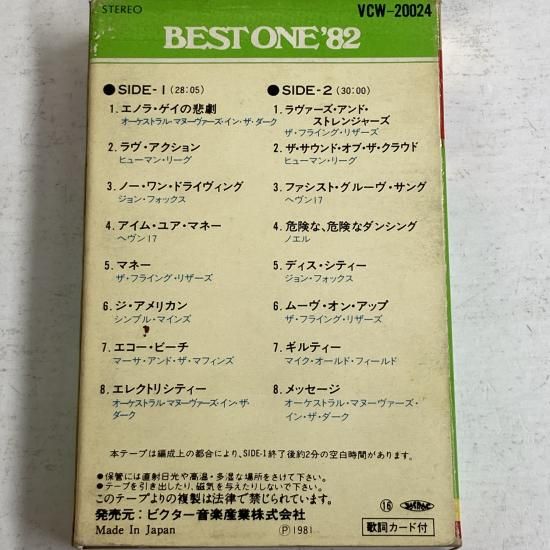 STEREO
VCW-20024
BEST ONE '82
●SIDE-1(28:05)
1.エノラ・ゲイの悲劇
オーケストラル・マヌーヴァーズ・イン・ザ・ダーク
2.ラヴ・アクション
ヒューマン・リーグ
3.ノー・ワン・ドライヴィング
ジョン・フォックス
4.アイム・ユア・マネー
ヘヴン17
5.マネー
ザ・フライング・リザーズ
6.ジ・アメリカン
シンプル・マインズ
7.エコー・ビーチ
マーサ・アンド・ザ・マフィンズ
8.エレクトリシティー
オーケストラル・マヌーヴァーズ・イン・ザ・
ダーク
●SIDE-2(30:00)
1.ラヴァーズ・アンド・
ストレンジャーズ
ザ・フライング・リザーズ
2.ザ・サウンド・オブ・ザ・クラウド
ヒューマン・リーグ
3.ファシスト・グルーヴ・サング
ヘヴン17
4.危険な、危険なダンシング
ノエル
5.ディス・シティー
ジョン・フォックス
6.ムーヴ・オン・アップ
ザ・フライング・リザーズ
7.ギルティー
マイク・オールド・フィールド
8.メッセージ
オーケストラル・マヌーヴァーズ・
イン・ザ・ダーク
本テープは編成上の都合により、SIDE-1終了後約2分の空白時間があります。
●保管には直射日光や高温・多湿な場所をさけて下さい。
●テープを引き出したり、磁気を与えたりしないで下さい。
このテープよりの複製は法律で禁じられています。
発売元:ビクター音楽産業株式会社
Made In Japan
Ⓟ1981
⑯
歌詞カード付